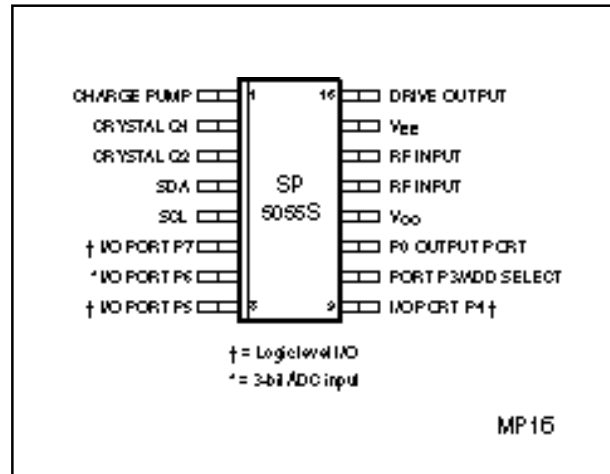 CHARGE PUMP 1 16 DRIVE OUTPUT
CRYSTAL Q1 VEE
CRYSTAL Q2 RF INPUT
SDA SP RF INPUT
SCL 5055S VCC
† I/O PORT P7 P0 OUTPUT PORT
* I/O PORT P6 PORT P3/ADD SELECT
† I/O PORT P5 8 9 I/O PORT P4 †
† = Logic level I/O
* = 3-bit ADC input
MP16